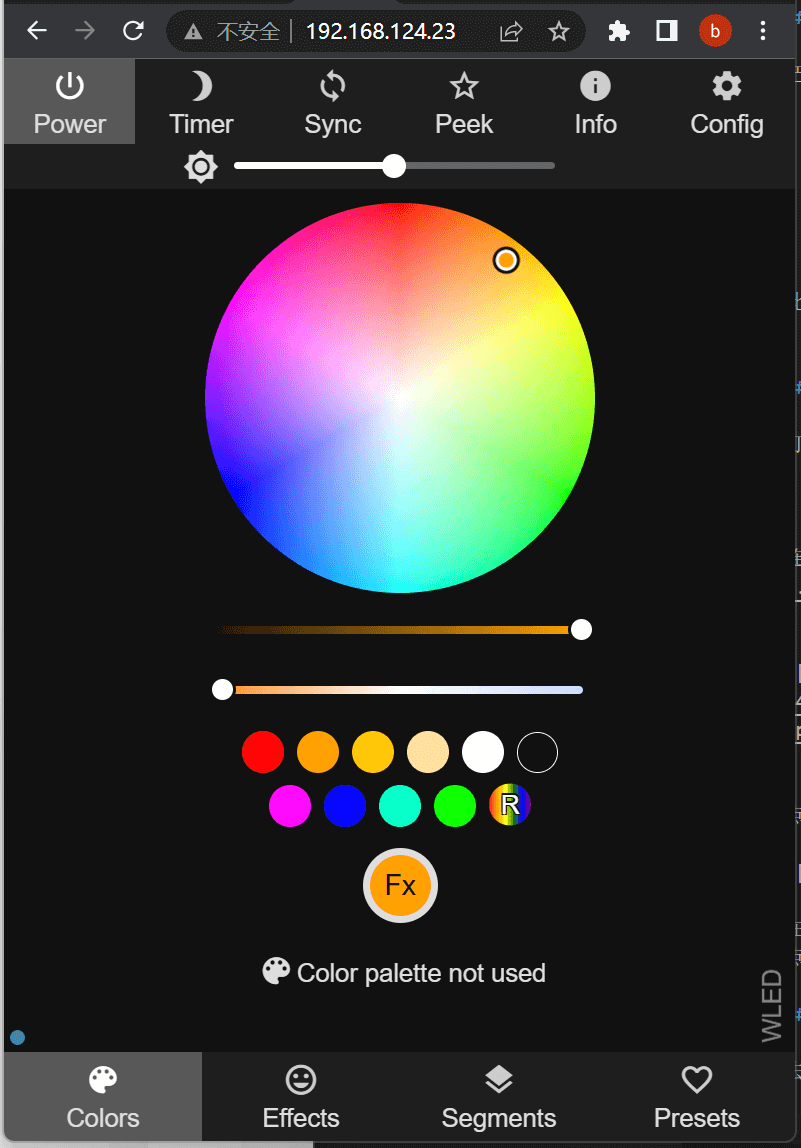 不安全 192.168.124.23 b
Power Timer Sync Peek Info Config
R
Fx
Color palette not used
WLED
Colors Effects Segments Presets